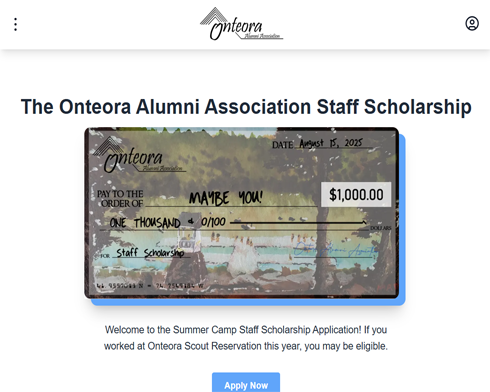 Onteora
Alumni Association
The Onteora Alumni Association Staff Scholarship
Onteora
Alumni Association
DATE August 15, 2025
PAY TO THE
ORDER OF MAYBE YOU! $1,000.00
ONE THOUSAND & 0/100
DOLLARS
FOR Staff Scholarship
Welcome to the Summer Camp Staff Scholarship Application! If you
worked at Onteora Scout Reservation this year, you may be eligible.
Apply Now